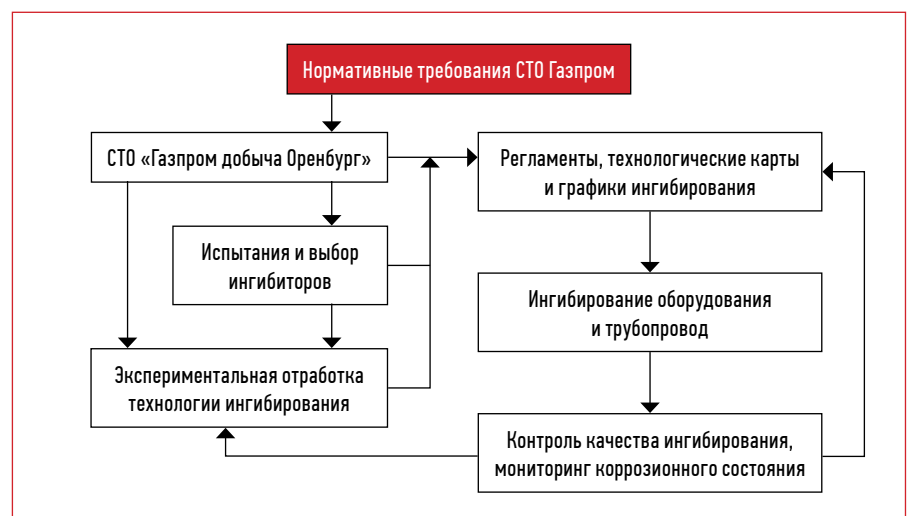 Нормативные требования СТО Газпром
СТО «Газпром добыча Оренбург»
Регламенты, технологические карты
и графики ингибирования
Испытания и выбор
ингибиторов
Ингибирование оборудования
и трубопровод
Экспериментальная отработка
технологии ингибирования
Контроль качества ингибирования,
мониторинг коррозионного состояния